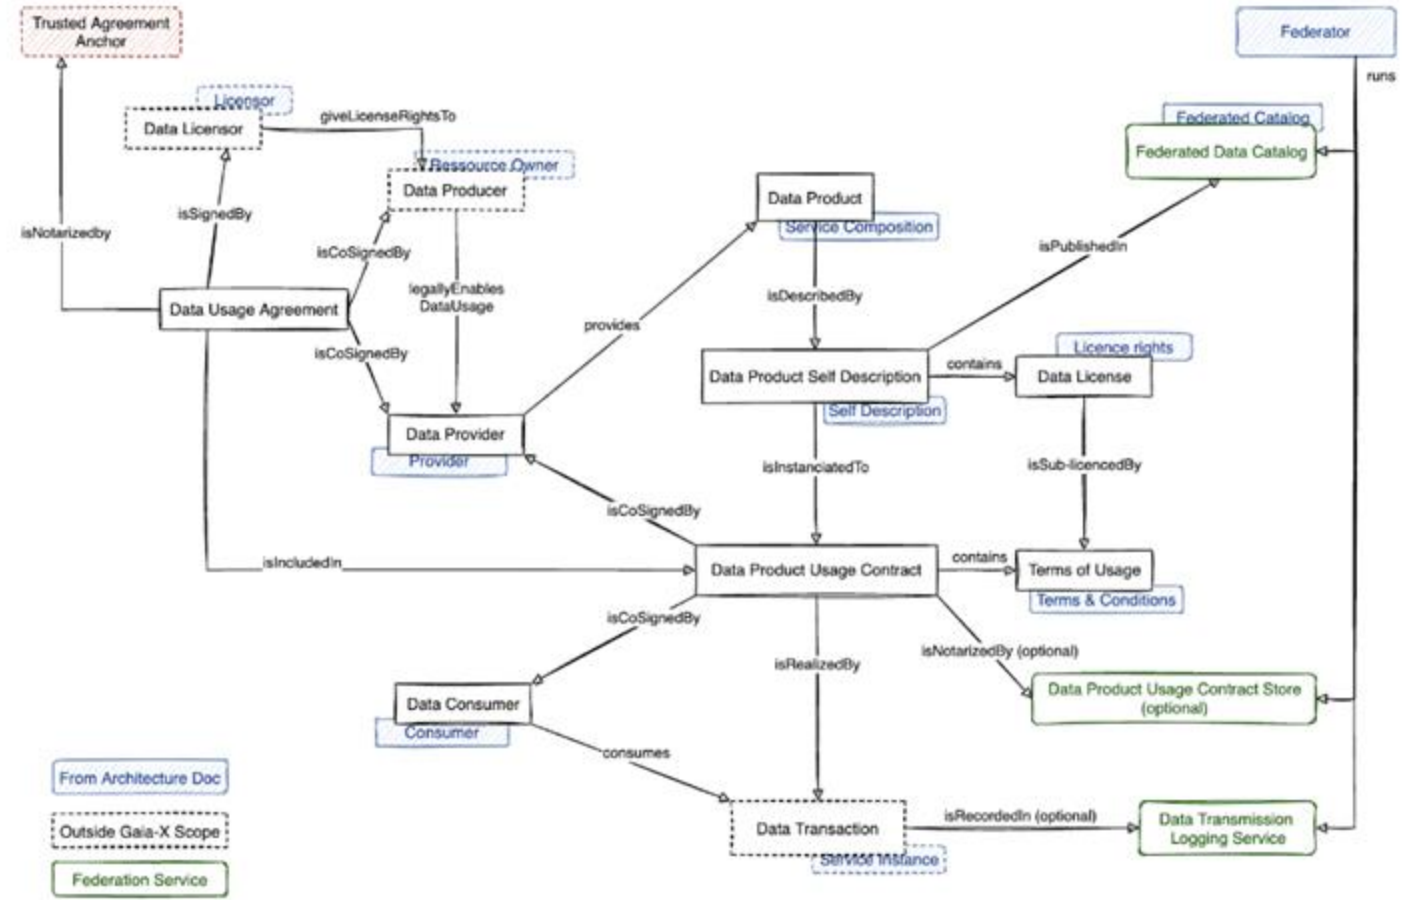 Trusted Agreement
Anchor
Federator
runs
Licensor
Data Licensor
giveLicenseRightsTo
Federated Catalog
Federated Data Catalog
Ressource Owner
Data Producer
Data Product
Service Composition
isSignedBy
isNotarizedby
isCoSignedBy
isPublishedIn
legallyEnables
DataUsage
isDescribedBy
Data Usage Agreement
provides
isCoSignedBy
Licence rights
contains
Data Product Self Description
Data License
Self Description
Data Provider
Provider
isInstanciatedTo
isSub-licencedBy
isCoSignedBy
isIncludedIn
Data Product Usage Contract
contains
Terms of Usage
Terms & Conditions
isCoSignedBy
isNotarizedBy (optional)
isRealizedBy
Data Product Usage Contract Store
(optional)
Data Consumer
Consumer
consumes
From Architecture Doc
Outside Gaia-X Scope
Federation Service
Data Transaction
Service Instance
isRecordedIn (optional)
Data Transmission
Logging Service